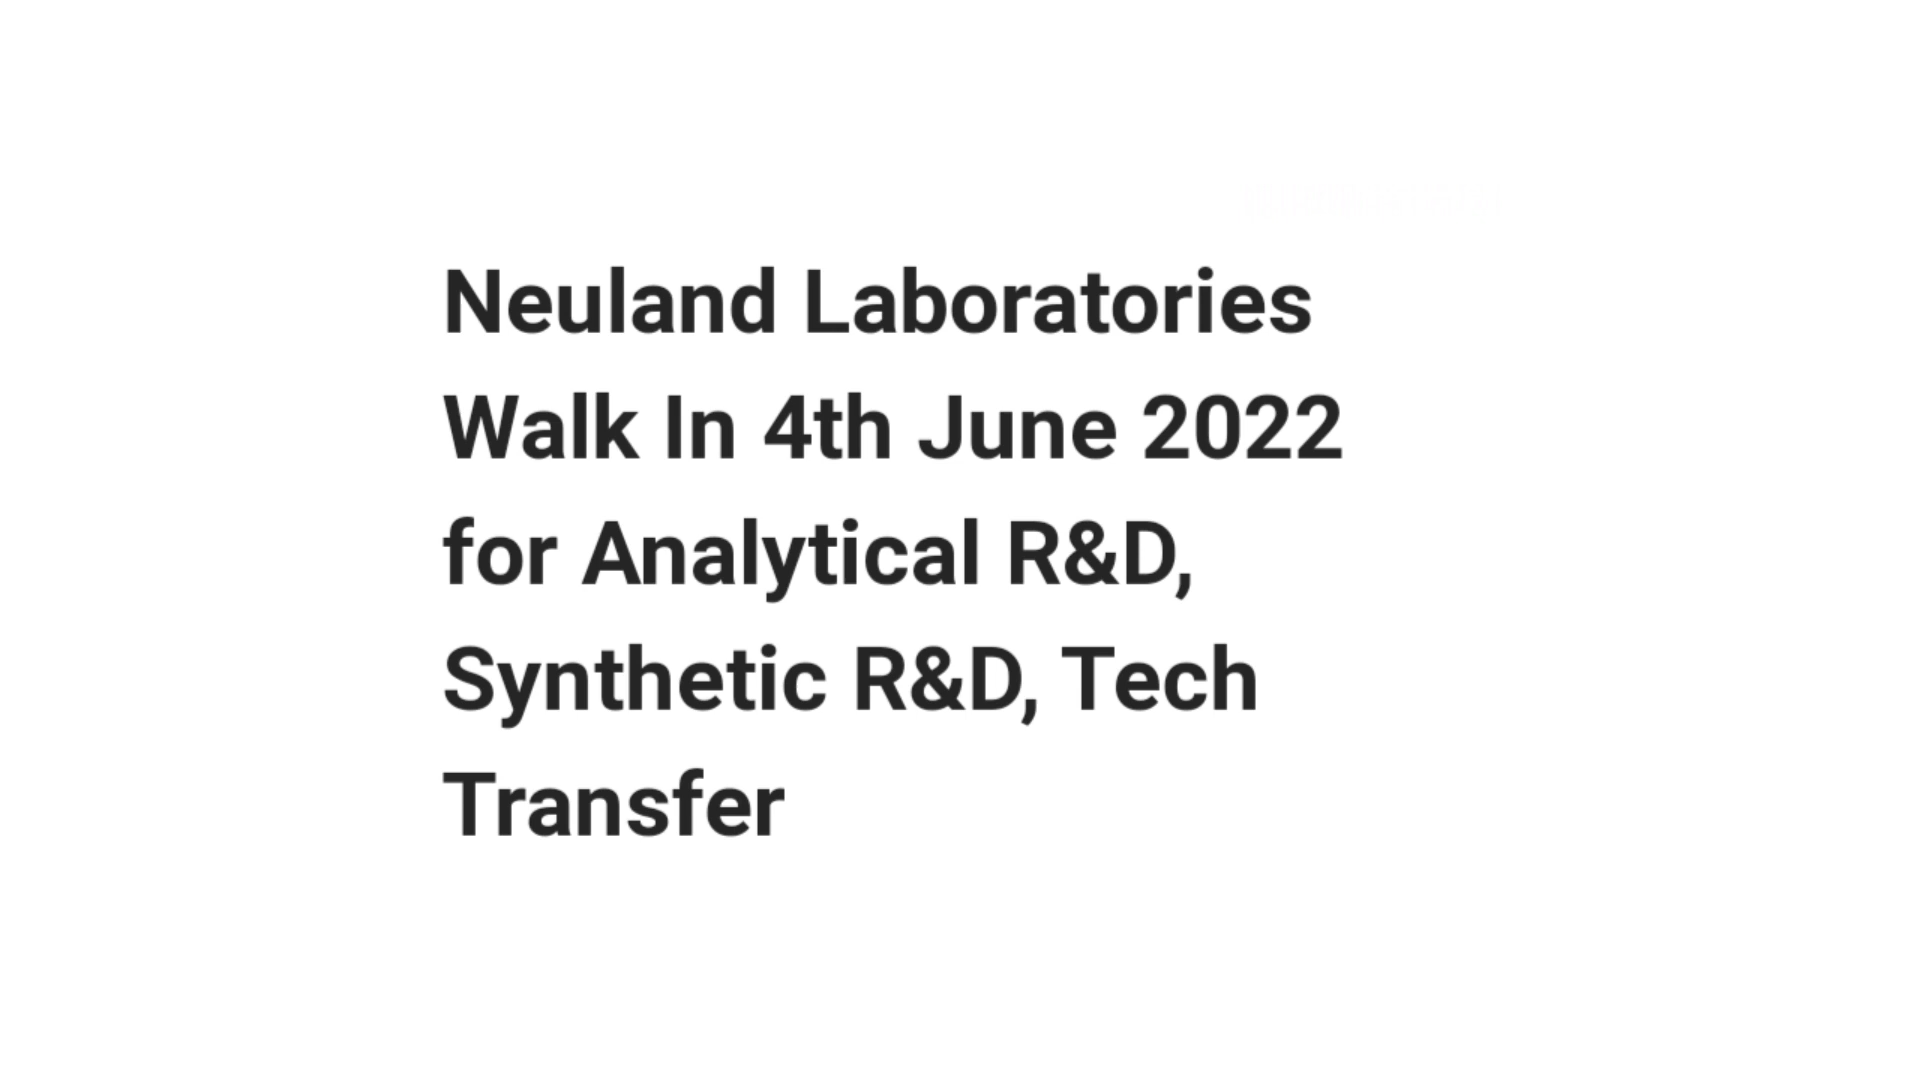 Neuland Laboratories
Walk In 4th June 2022
for Analytical R&D,
Synthetic R&D, Tech
Transfer